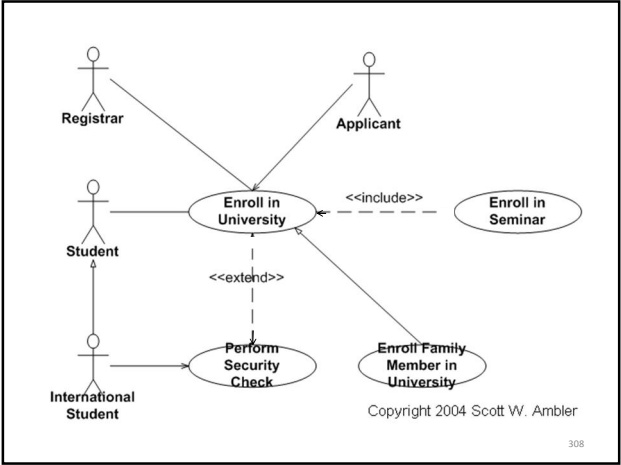 Registrar
Applicant
Enroll in
University
<<include>>
Enroll in
Seminar
Student
<<extend>>
International
Student
Perform
Security
Check
Enroll Family
Member in
University
Copyright 2004 Scott W. Ambler
308